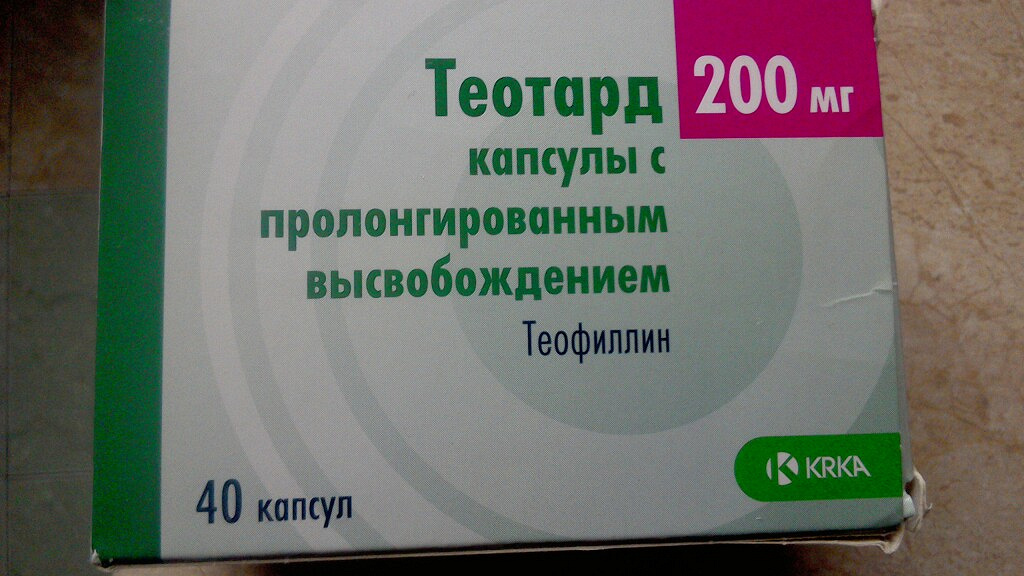 Теотард
200 мг
капсулы с
пролонгированным
высвобождением
Теофиллин
40 капсул
KRKA